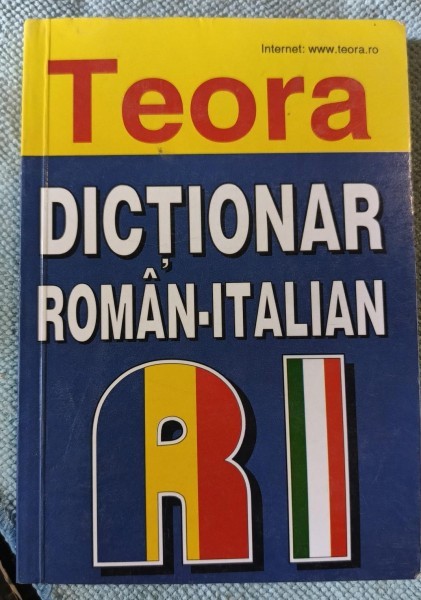 Internet: www.teora.ro
Teora
DICȚIONAR
ROMÂN-ITALIAN
RI